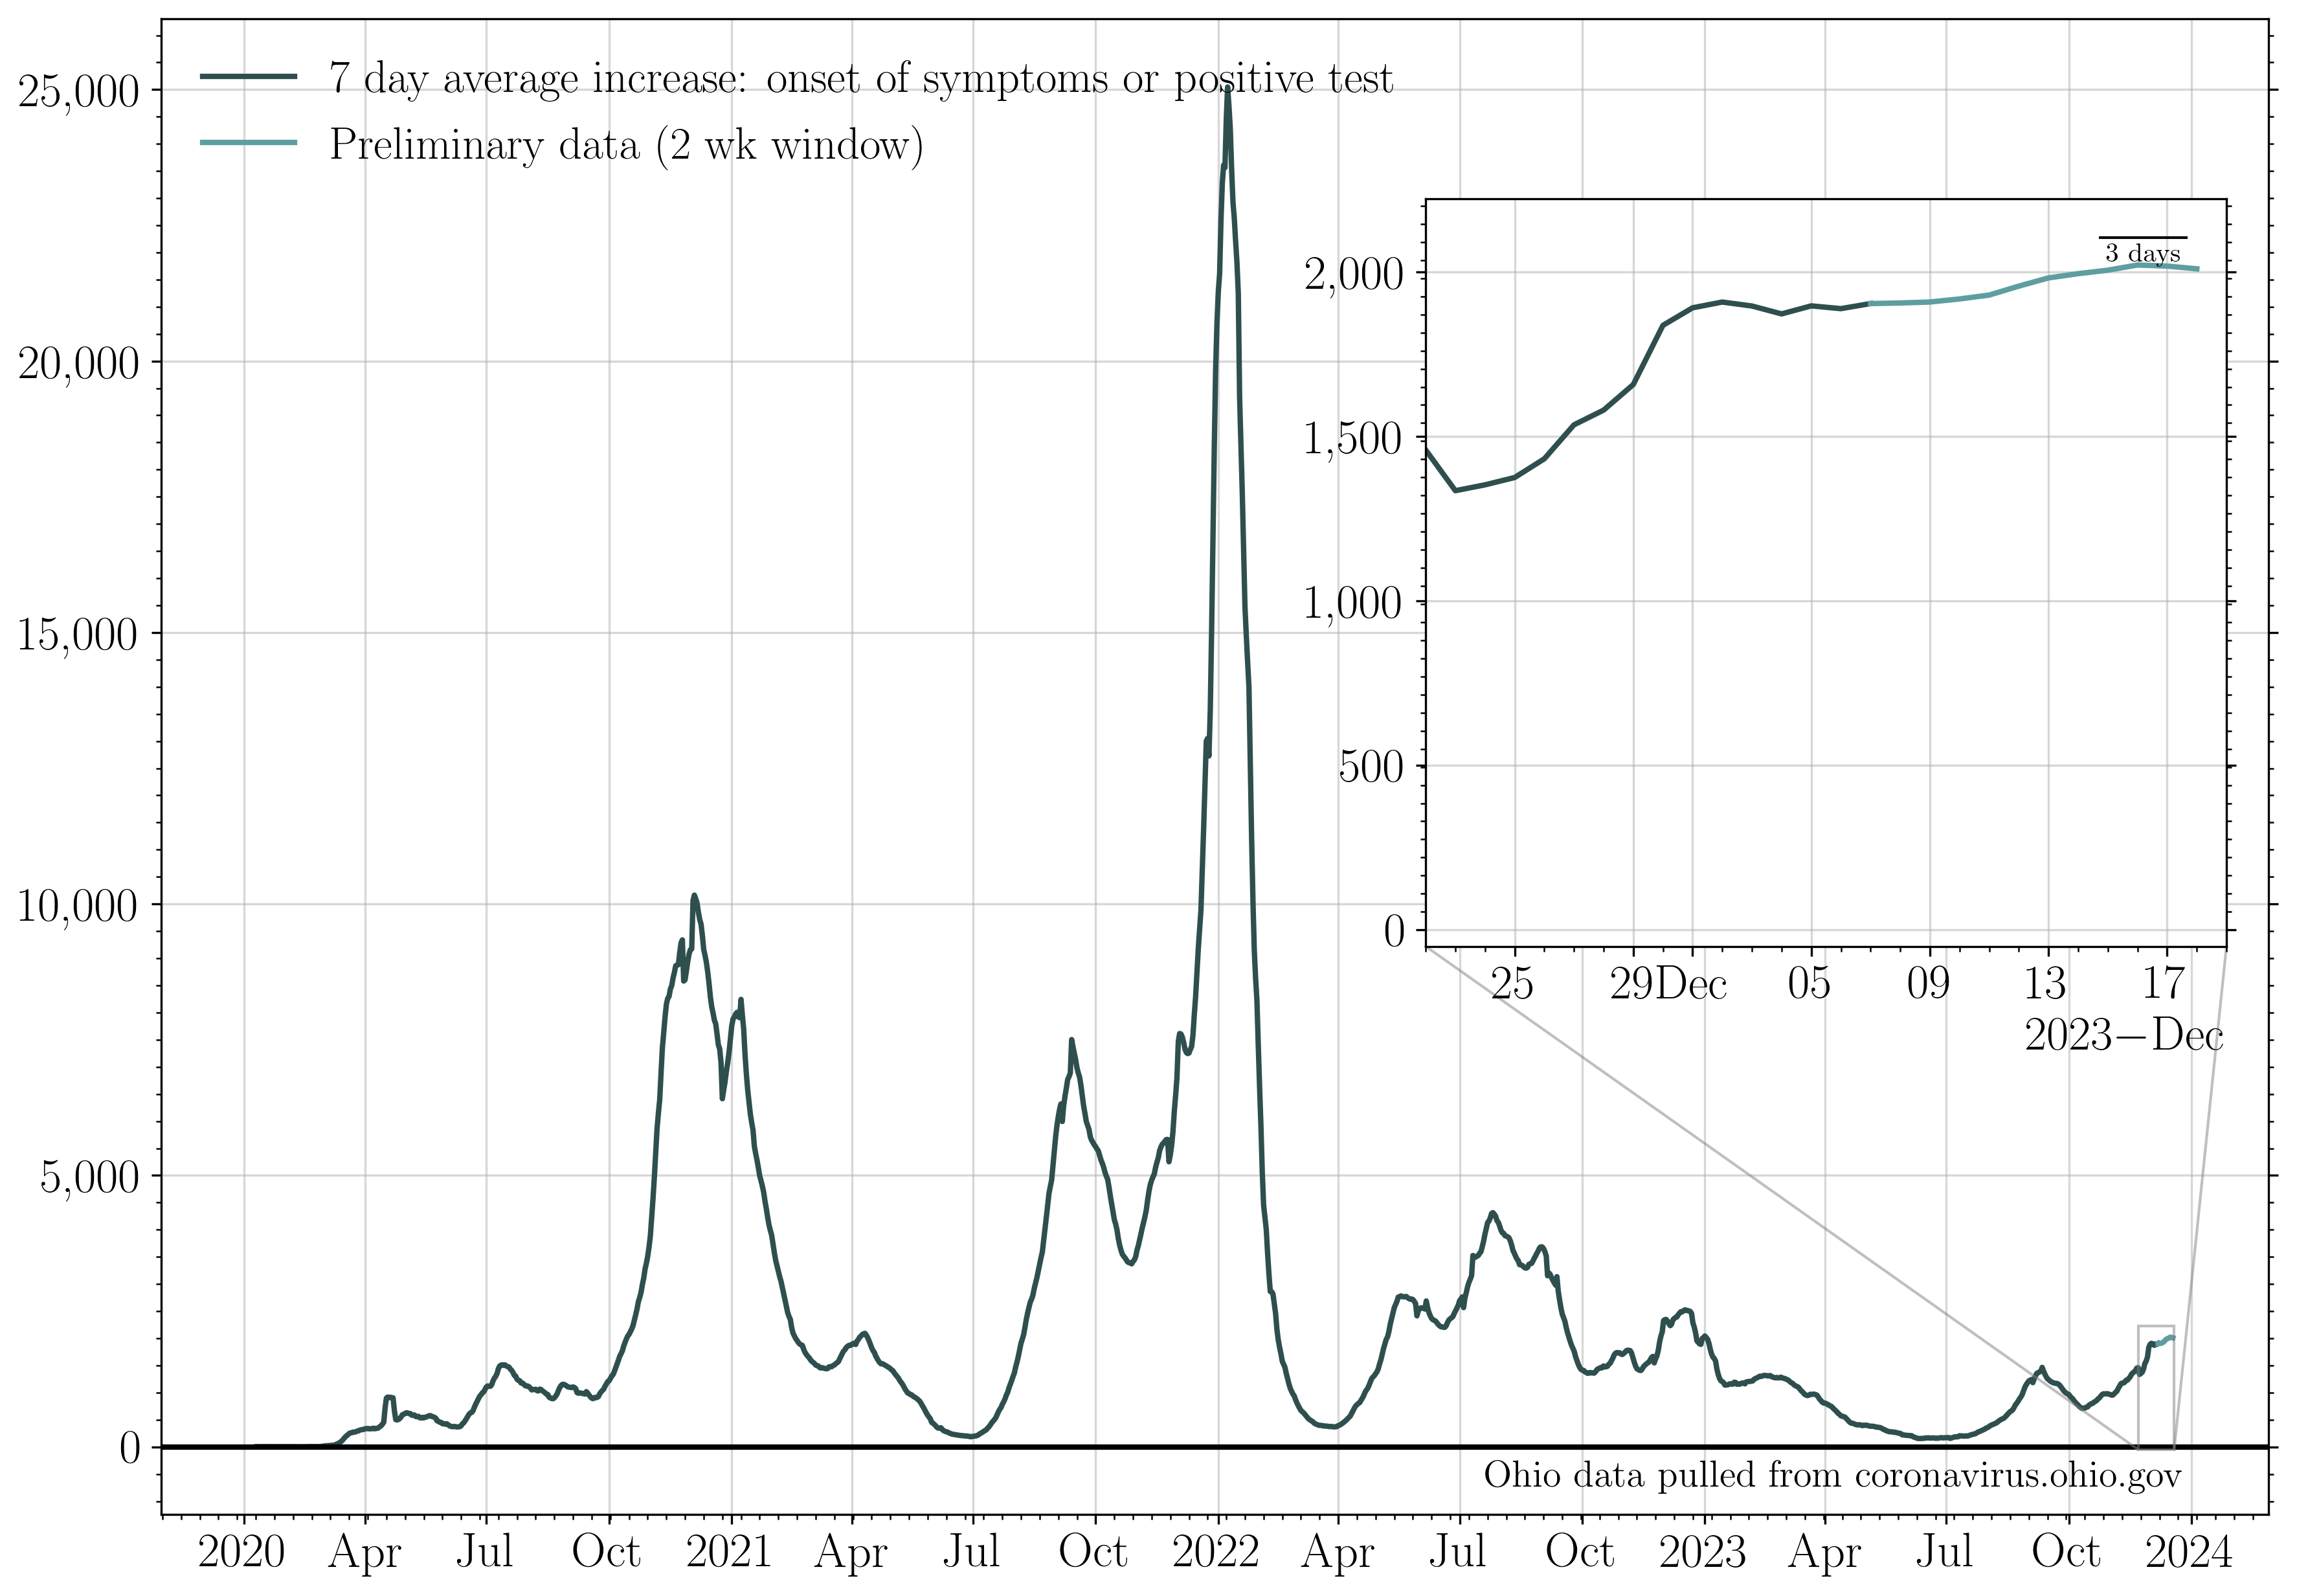 7 day average increase: onset of symptoms or positive test
Preliminary data (2 wk window)
25,000
20,000
15,000
10,000
5,000
0
3 days
2,000
1,500
1,000
500
0
25 29 Dec 05 09 13 17
2023–Dec
Ohio data pulled from coronavirus.ohio.gov
2020 Apr Jul Oct 2021 Apr Jul Oct 2022 Apr Jul Oct 2023 Apr Jul Oct 2024